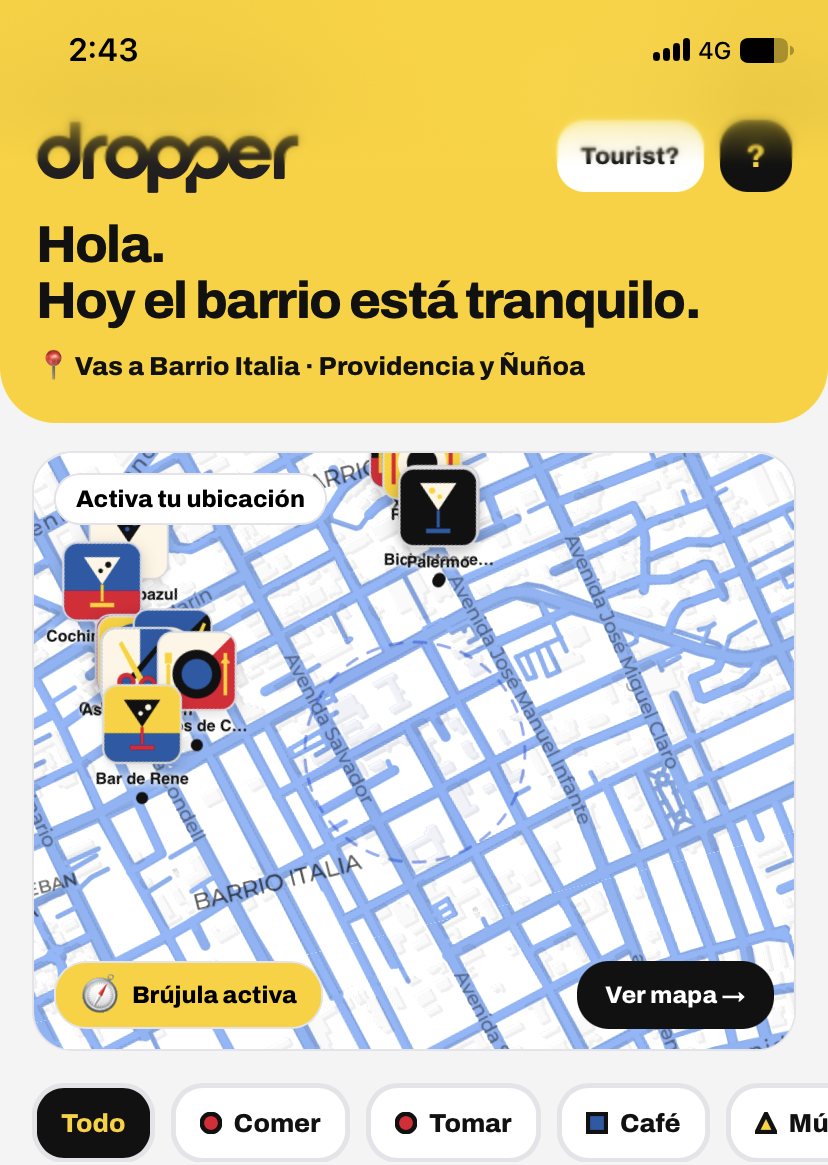 2:43
4G
dropper
Tourist?
?
Hola.
Hoy el barrio está tranquilo.
Vas a Barrio Italia · Providencia y Ñuñoa
Activa tu ubicación
Palermo
Avenida Salvador
Avenida José Manuel Infante
Avenida José Miguel Claro
Bar de Rene
BARRIO ITALIA
Avenida
Brújula activa
Ver mapa →
Todo
Comer
Tomar
Café